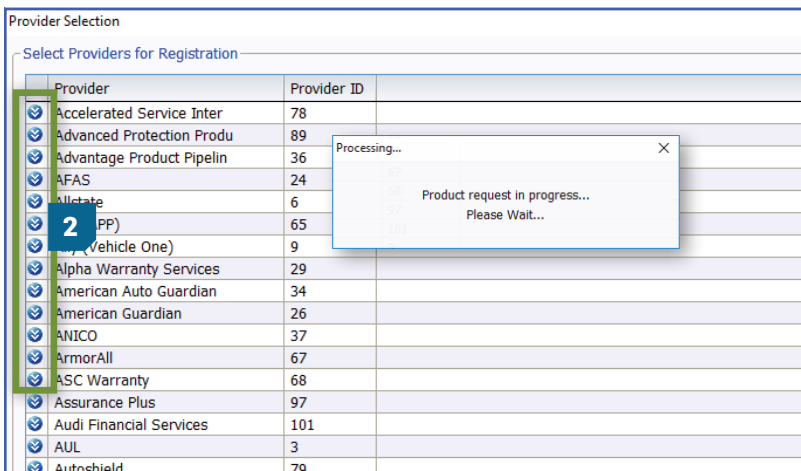 Provider Selection
Select Providers for Registration
Provider Provider ID
Accelerated Service Inter 78
Advanced Protection Produ 89
Advantage Product Pipelin 36
AFAS 24
Allstate 6
2 PP) 65
(Vehicle One) 9
Alpha Warranty Services 29
American Auto Guardian 34
American Guardian 26
ANICO 37
ArmorAll 67
ASC Warranty 68
Assurance Plus 97
Audi Financial Services 101
AUL 3
Autoshield 79
Processing...
Product request in progress...
Please Wait...